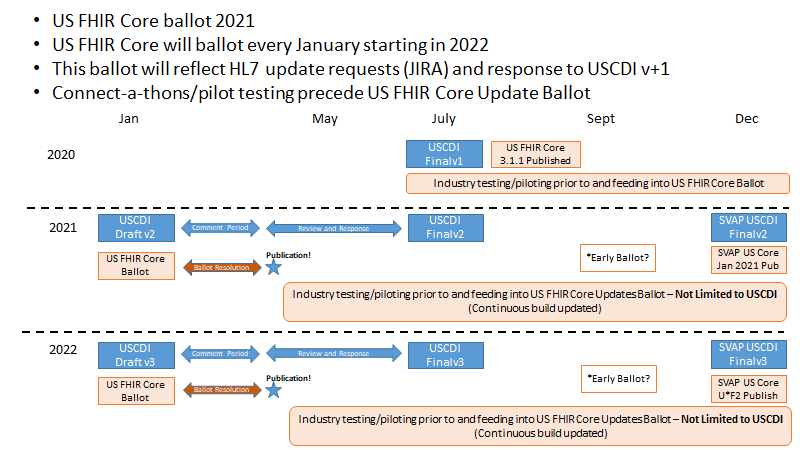 • US FHIR Core ballot 2021
• US FHIR Core will ballot every January starting in 2022
• This ballot will reflect HL7 update requests (JIRA) and response to USCDI v+1
• Connect-a-thons/pilot testing precede US FHIR Core Update Ballot
Jan May July Sept Dec
2020
USCDI
Finalv1
US FHIR Core
3.1.1 Published
Industry testing/piloting prior to and feeding into US FHIR Core Ballot
2021
USCDI
Draft v2
Comment Period
Review and Response
USCDI
Finalv2
SVAP USCDI
Finalv2
US FHIR Core
Ballot
Ballot Resolution
Publication!
*Early Ballot?
SVAP US Core
Jan 2021 Pub
Industry testing/piloting prior to and feeding into US FHIR Core Updates Ballot – Not Limited to USCDI
(Continuous build updated)
2022
USCDI
Draft v3
Comment Period
Review and Response
USCDI
Finalv3
SVAP USCDI
Finalv3
US FHIR Core
Ballot
Ballot Resolution
Publication!
*Early Ballot?
SVAP US Core
U*F2 Publish
Industry testing/piloting prior to and feeding into US FHIR Core Updates Ballot – Not Limited to USCDI
(Continuous build updated)